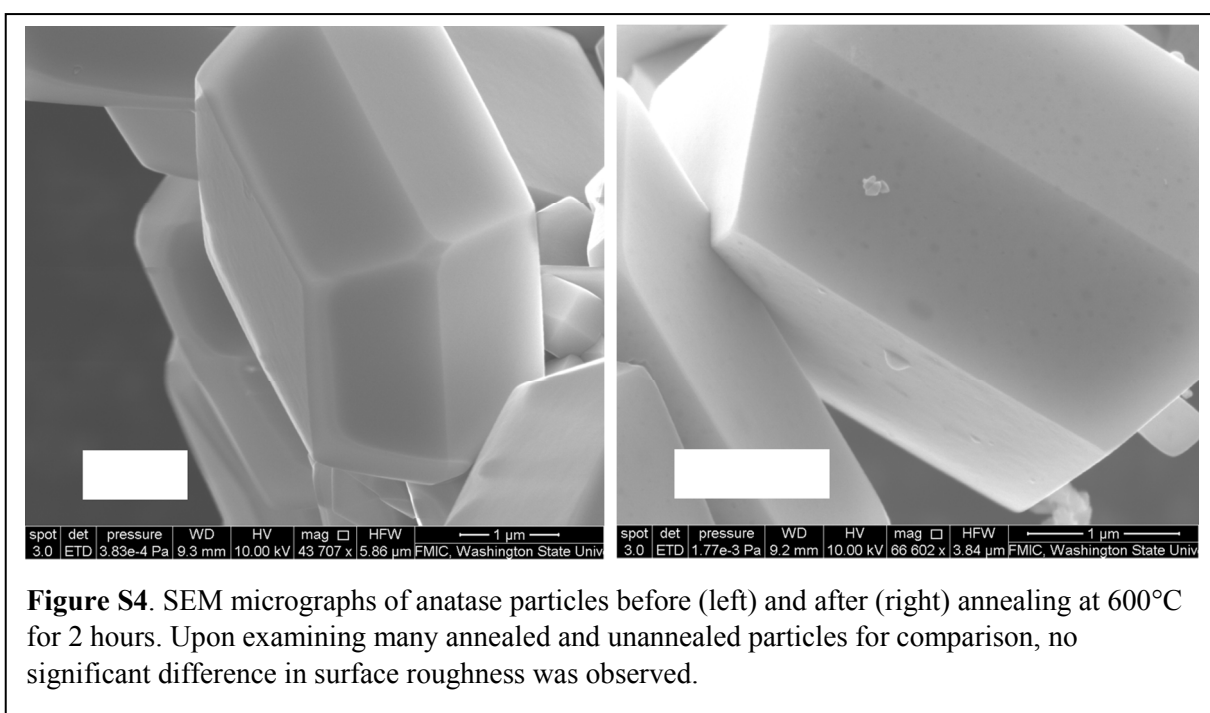 spot det pressure WD HV mag HFW 1 µm
3.0 ETD 3.83e-4 Pa 9.3 mm 10.00 kV 43 707 x 5.86 µm FMIC, Washington State Univ
spot det pressure WD HV mag HFW 1 µm
3.0 ETD 1.77e-3 Pa 9.2 mm 10.00 kV 66 602 x 3.84 µm FMIC, Washington State Univ
Figure S4. SEM micrographs of anatase particles before (left) and after (right) annealing at 600°C
for 2 hours. Upon examining many annealed and unannealed particles for comparison, no
significant difference in surface roughness was observed.